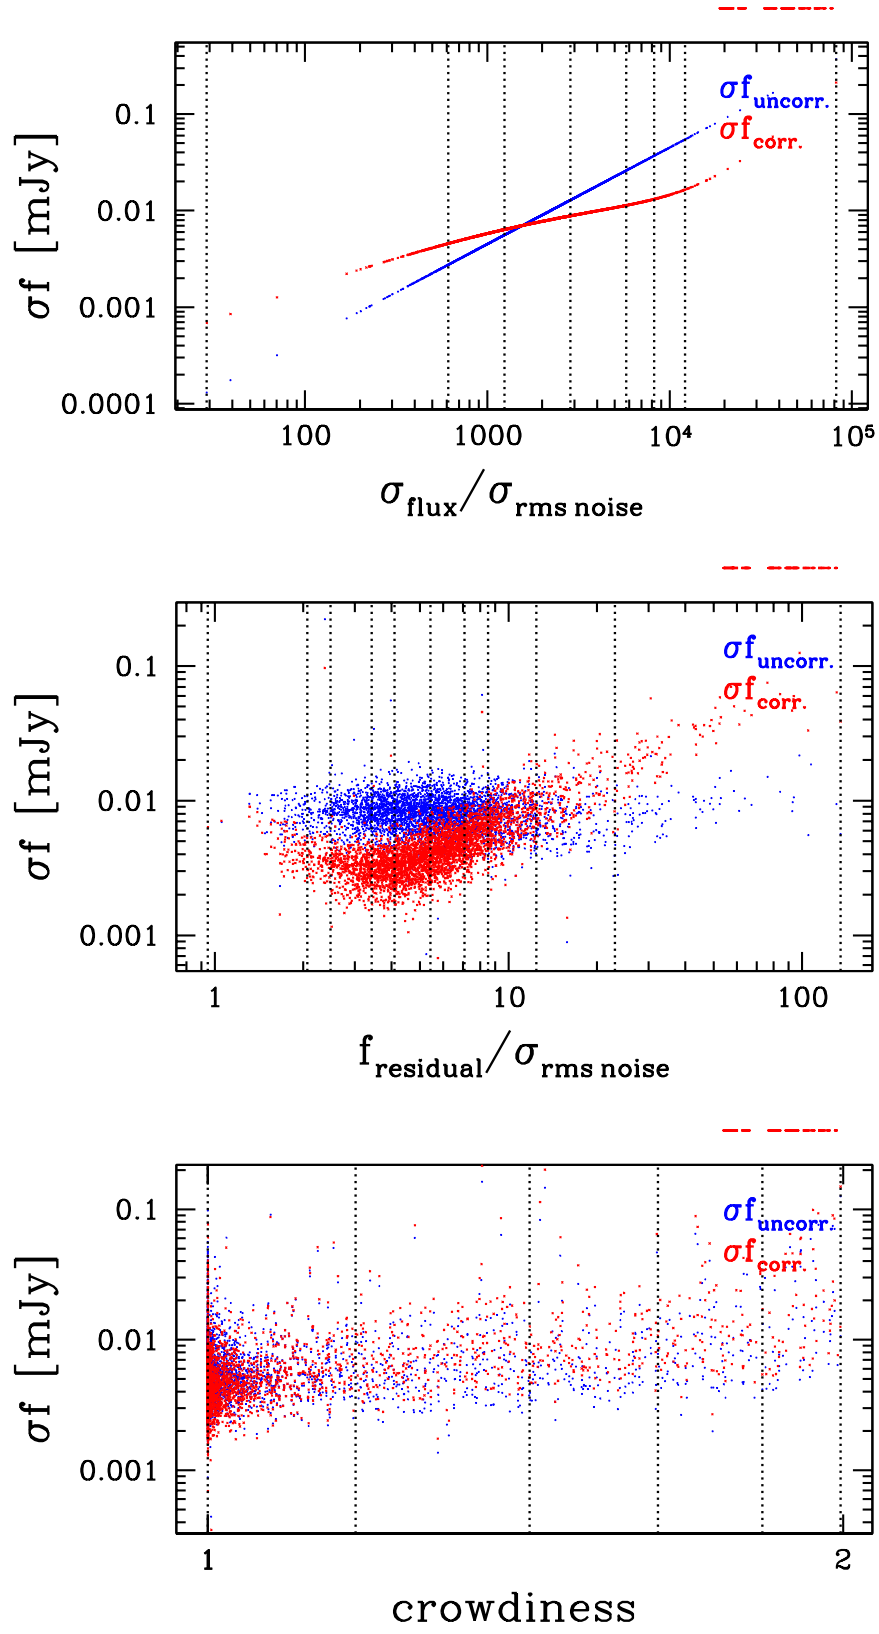 σf_uncorr.
0.1
σf_corr.
0.01
0.001
0.0001
σf [mJy]
100 1000 10⁴ 10⁵
σ_flux/σ_rms noise
σf_uncorr.
0.1
σf_corr.
0.01
0.001
σf [mJy]
1 10 100
f_residual/σ_rms noise
σf_uncorr.
0.1
σf_corr.
0.01
0.001
σf [mJy]
1 2
crowdiness